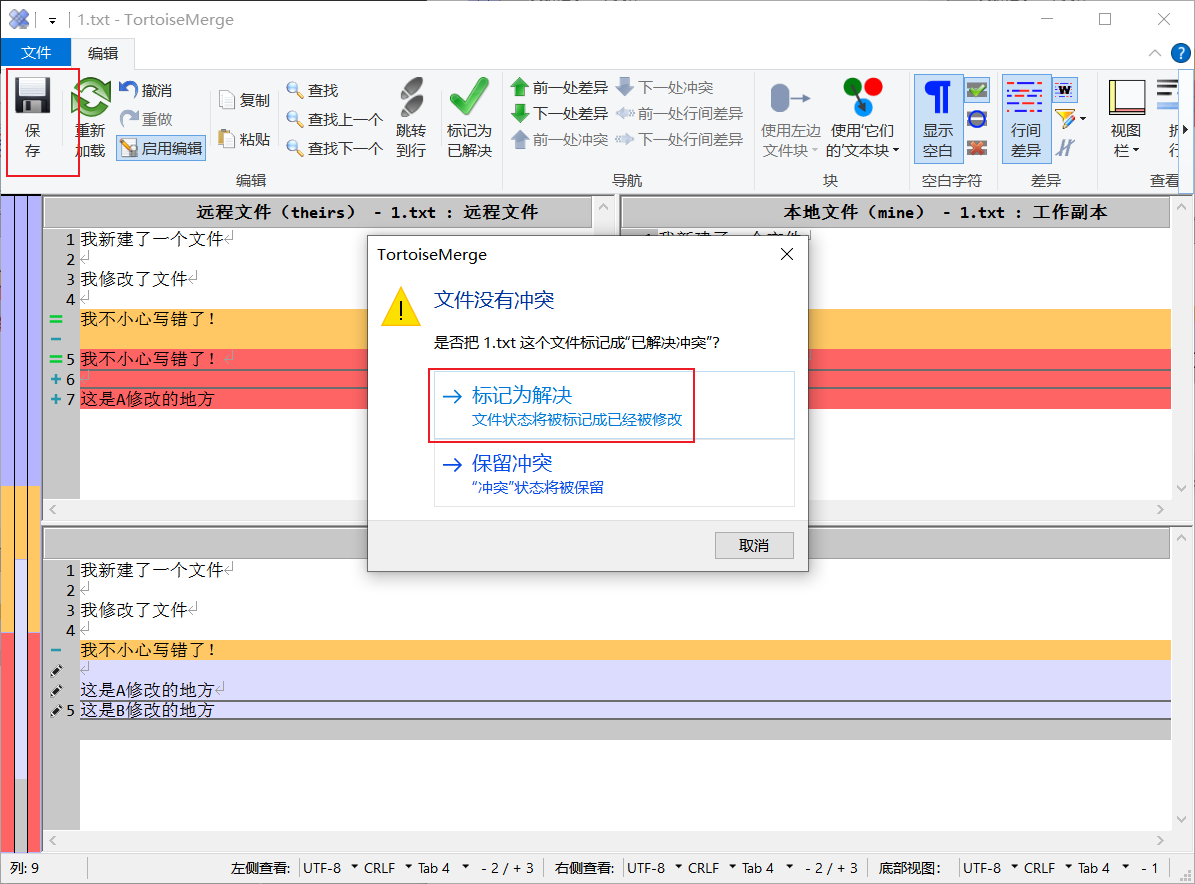 1.txt - TortoiseMerge
文件
编辑
保存
重新加载
撤消
重做
启用编辑
复制
粘贴
查找
查找上一个
查找下一个
跳转到行
标记为已解决
编辑
前一处差异
下一处差异
前一处冲突
下一处冲突
前一处行间差异
下一处行间差异
导航
使用左边文件块
使用‘它们的’文本块
块
显示空白
空白字符
行间差异
差异
视图栏
查看
远程文件（theirs） - 1.txt : 远程文件
本地文件（mine） - 1.txt : 工作副本
1 我新建了一个文件
2
3 我修改了文件
4
我不小心写错了！
5 我不小心写错了！
6
7 这是A修改的地方
TortoiseMerge
文件没有冲突
是否把 1.txt 这个文件标记成“已解决冲突”?
标记为解决
文件状态将被标记成已经被修改
保留冲突
“冲突”状态将被保留
取消
1 我新建了一个文件
2
3 我修改了文件
4
我不小心写错了！
这是A修改的地方
5 这是B修改的地方
列: 9
左侧查看: UTF-8 CRLF Tab 4 - 2 / + 3
右侧查看: UTF-8 CRLF Tab 4 - 2 / + 3
底部视图: UTF-8 CRLF Tab 4 - 1